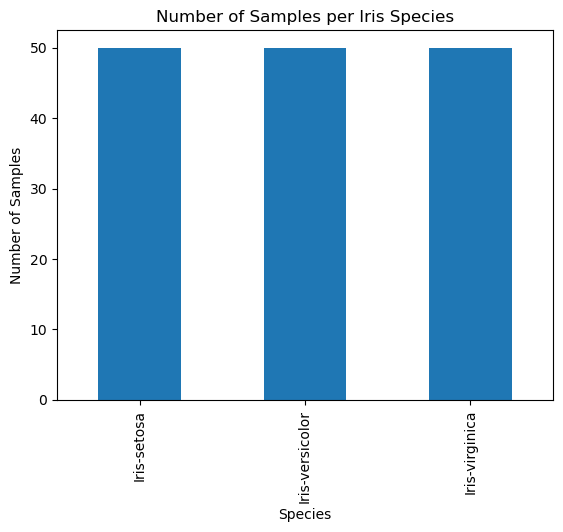 Number of Samples per Iris Species
Number of Samples
50
40
30
20
10
0
Iris-setosa
Iris-versicolor
Iris-virginica
Species